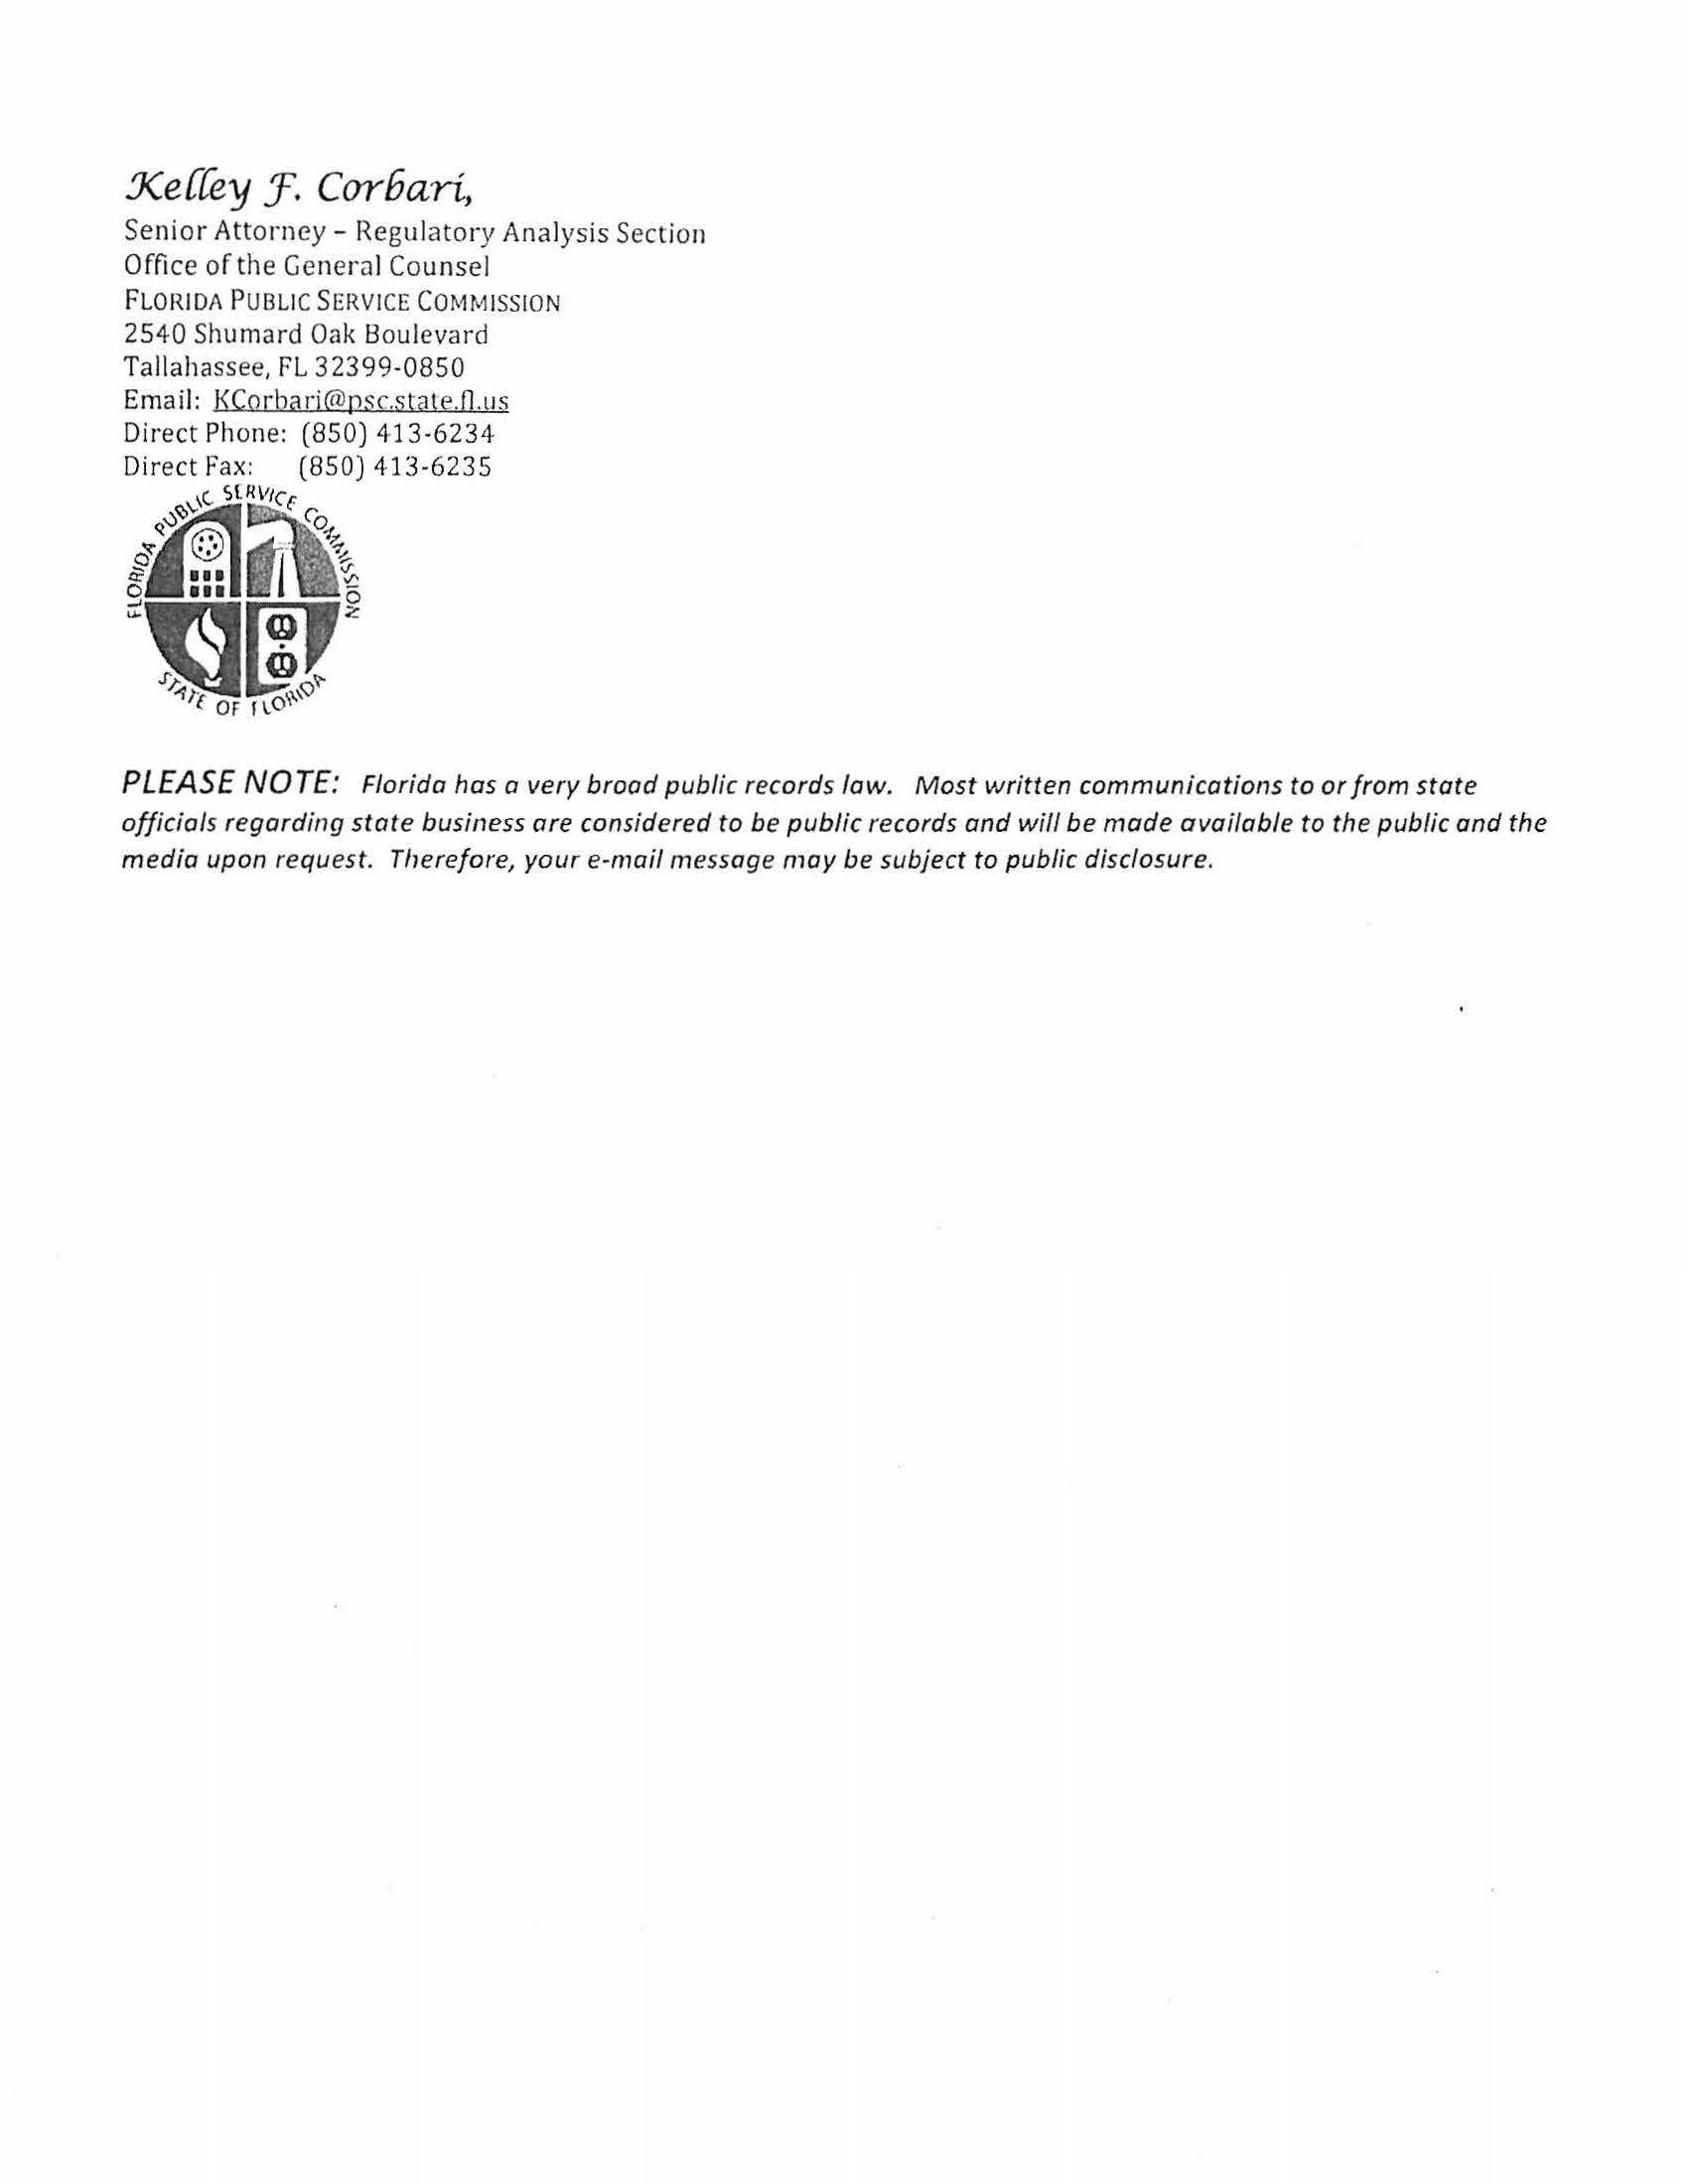 Kelley F. Corbari,
Senior Attorney – Regulatory Analysis Section
Office of the General Counsel
FLORIDA PUBLIC SERVICE COMMISSION
2540 Shumard Oak Boulevard
Tallahassee, FL 32399-0850
Email: KCorbari@psc.state.fl.us
Direct Phone: (850) 413-6234
Direct Fax: (850) 413-6235
FLORIDA PUBLIC SERVICE COMMISSION
STATE OF FLORIDA
PLEASE NOTE: Florida has a very broad public records law. Most written communications to or from state
officials regarding state business are considered to be public records and will be made available to the public and the
media upon request. Therefore, your e-mail message may be subject to public disclosure.